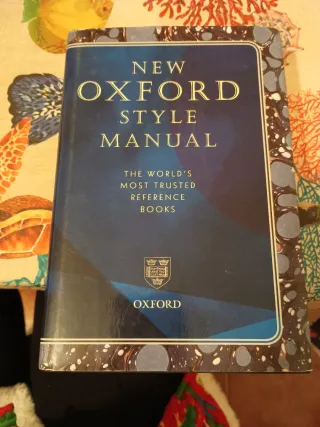 NEW
OXFORD
STYLE
MANUAL
THE WORLD'S
MOST TRUSTED
REFERENCE
BOOKS
OXFORD